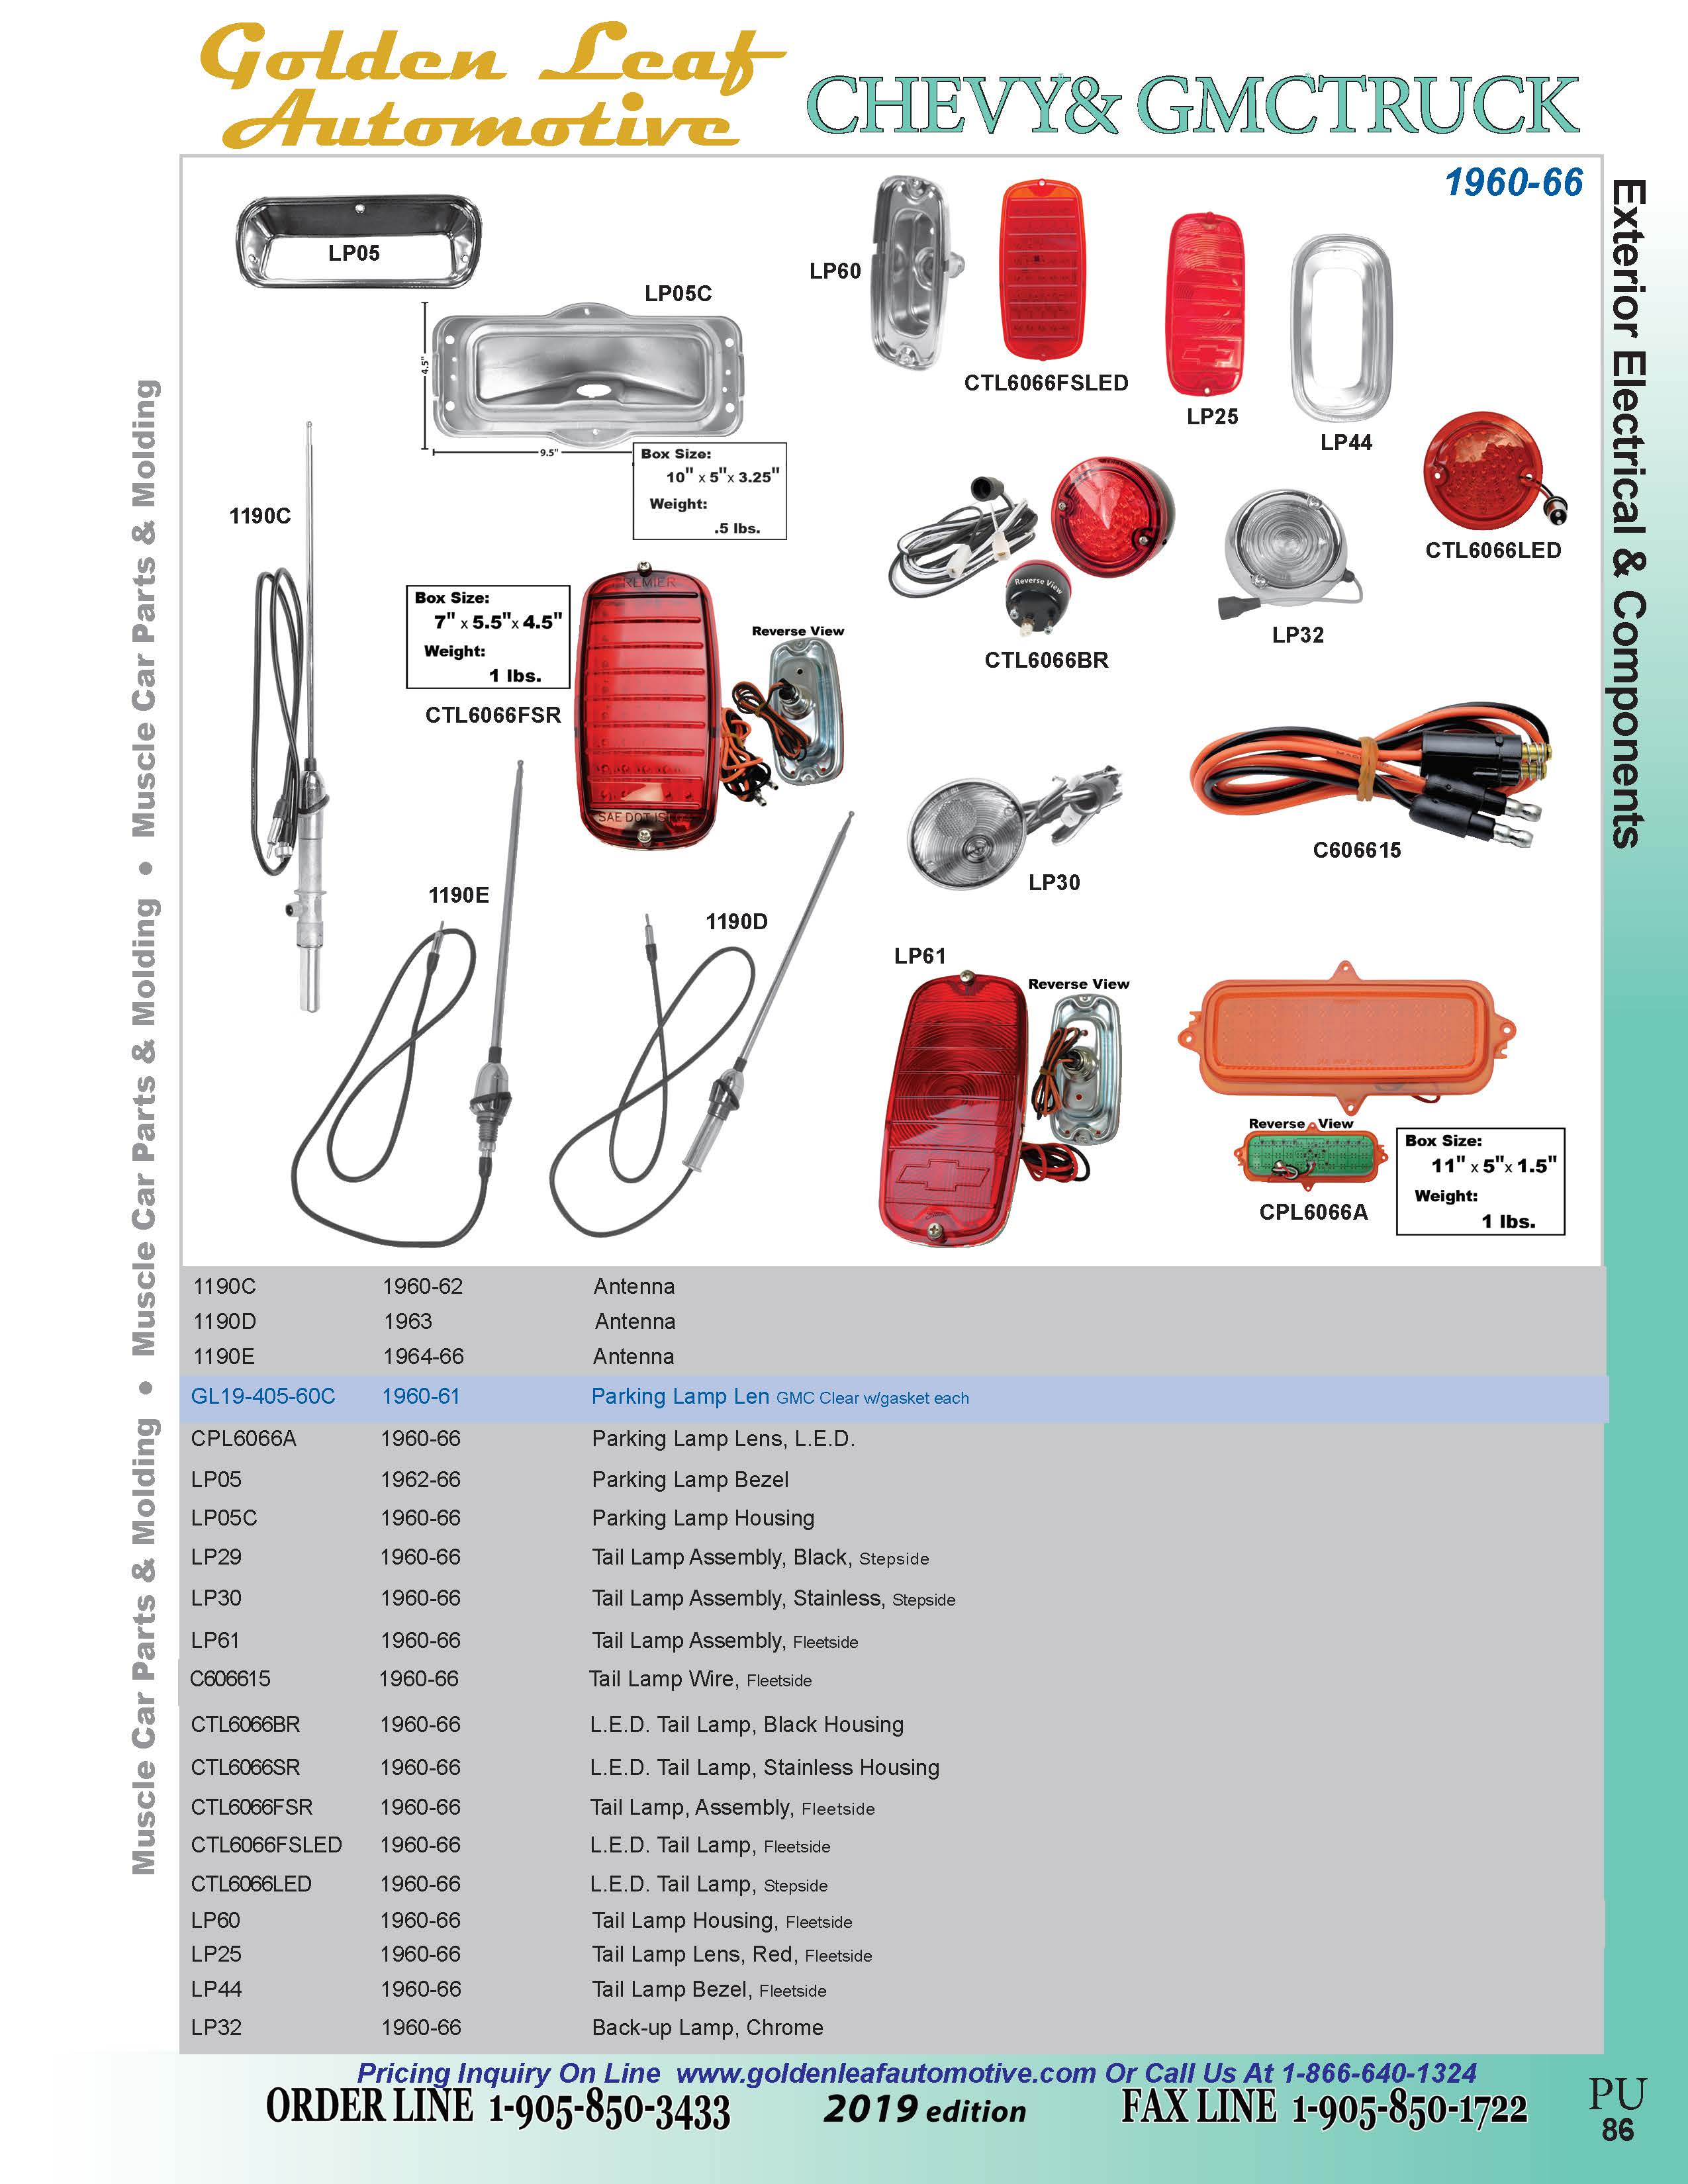 Golden Leaf
Automotive
CHEVY& GMCTRUCK
1960-66
Exterior Electrical & Components
Muscle Car Parts & Molding • Muscle Car Parts & Molding • Muscle Car Parts & Molding
LP05
LP05C
4.5"
9.5"
Box Size:
10" x 5"x 3.25"
Weight:
.5 lbs.
LP60
CTL6066FSLED
LP25
LP44
CTL6066LED
1190C
Box Size:
7" x 5.5"x 4.5"
Weight:
1 lbs.
CTL6066FSR
REMIER
SAE DOT
Reverse View
Reverse View
CTL6066BR
LP32
LP30
C606615
1190E
1190D
LP61
Reverse View
Reverse View
CPL6066A
Box Size:
11" x 5"x 1.5"
Weight:
1 lbs.
1190C 1960-62 Antenna
1190D 1963 Antenna
1190E 1964-66 Antenna
GL19-405-60C 1960-61 Parking Lamp Len GMC Clear w/gasket each
CPL6066A 1960-66 Parking Lamp Lens, L.E.D.
LP05 1962-66 Parking Lamp Bezel
LP05C 1960-66 Parking Lamp Housing
LP29 1960-66 Tail Lamp Assembly, Black, Stepside
LP30 1960-66 Tail Lamp Assembly, Stainless, Stepside
LP61 1960-66 Tail Lamp Assembly, Fleetside
C606615 1960-66 Tail Lamp Wire, Fleetside
CTL6066BR 1960-66 L.E.D. Tail Lamp, Black Housing
CTL6066SR 1960-66 L.E.D. Tail Lamp, Stainless Housing
CTL6066FSR 1960-66 Tail Lamp, Assembly, Fleetside
CTL6066FSLED 1960-66 L.E.D. Tail Lamp, Fleetside
CTL6066LED 1960-66 L.E.D. Tail Lamp, Stepside
LP60 1960-66 Tail Lamp Housing, Fleetside
LP25 1960-66 Tail Lamp Lens, Red, Fleetside
LP44 1960-66 Tail Lamp Bezel, Fleetside
LP32 1960-66 Back-up Lamp, Chrome
Pricing Inquiry On Line www.goldenleafautomotive.com Or Call Us At 1-866-640-1324
ORDER LINE 1-905-850-3433 2019 edition FAX LINE 1-905-850-1722
PU
86